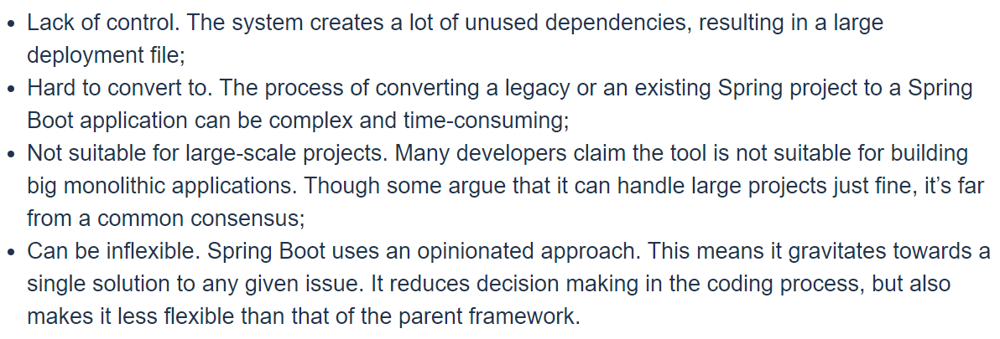 • Lack of control. The system creates a lot of unused dependencies, resulting in a large
deployment file;
• Hard to convert to. The process of converting a legacy or an existing Spring project to a Spring
Boot application can be complex and time-consuming;
• Not suitable for large-scale projects. Many developers claim the tool is not suitable for building
big monolithic applications. Though some argue that it can handle large projects just fine, it’s far
from a common consensus;
• Can be inflexible. Spring Boot uses an opinionated approach. This means it gravitates towards a
single solution to any given issue. It reduces decision making in the coding process, but also
makes it less flexible than that of the parent framework.